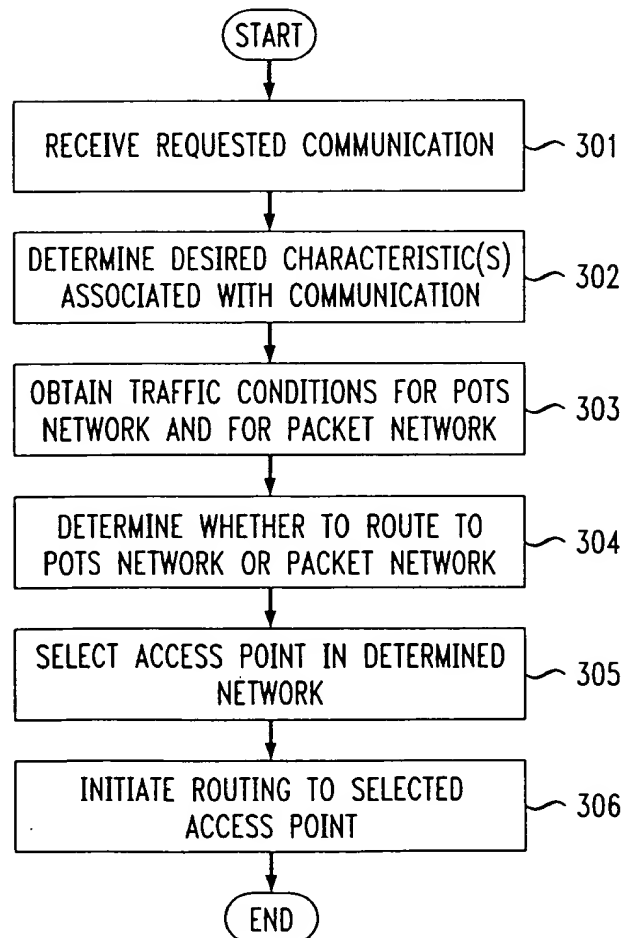 START
RECEIVE REQUESTED COMMUNICATION
301
DETERMINE DESIRED CHARACTERISTIC(S)
ASSOCIATED WITH COMMUNICATION
302
OBTAIN TRAFFIC CONDITIONS FOR POTS
NETWORK AND FOR PACKET NETWORK
303
DETERMINE WHETHER TO ROUTE TO
POTS NETWORK OR PACKET NETWORK
304
SELECT ACCESS POINT IN DETERMINED
NETWORK
305
INITIATE ROUTING TO SELECTED
ACCESS POINT
306
END